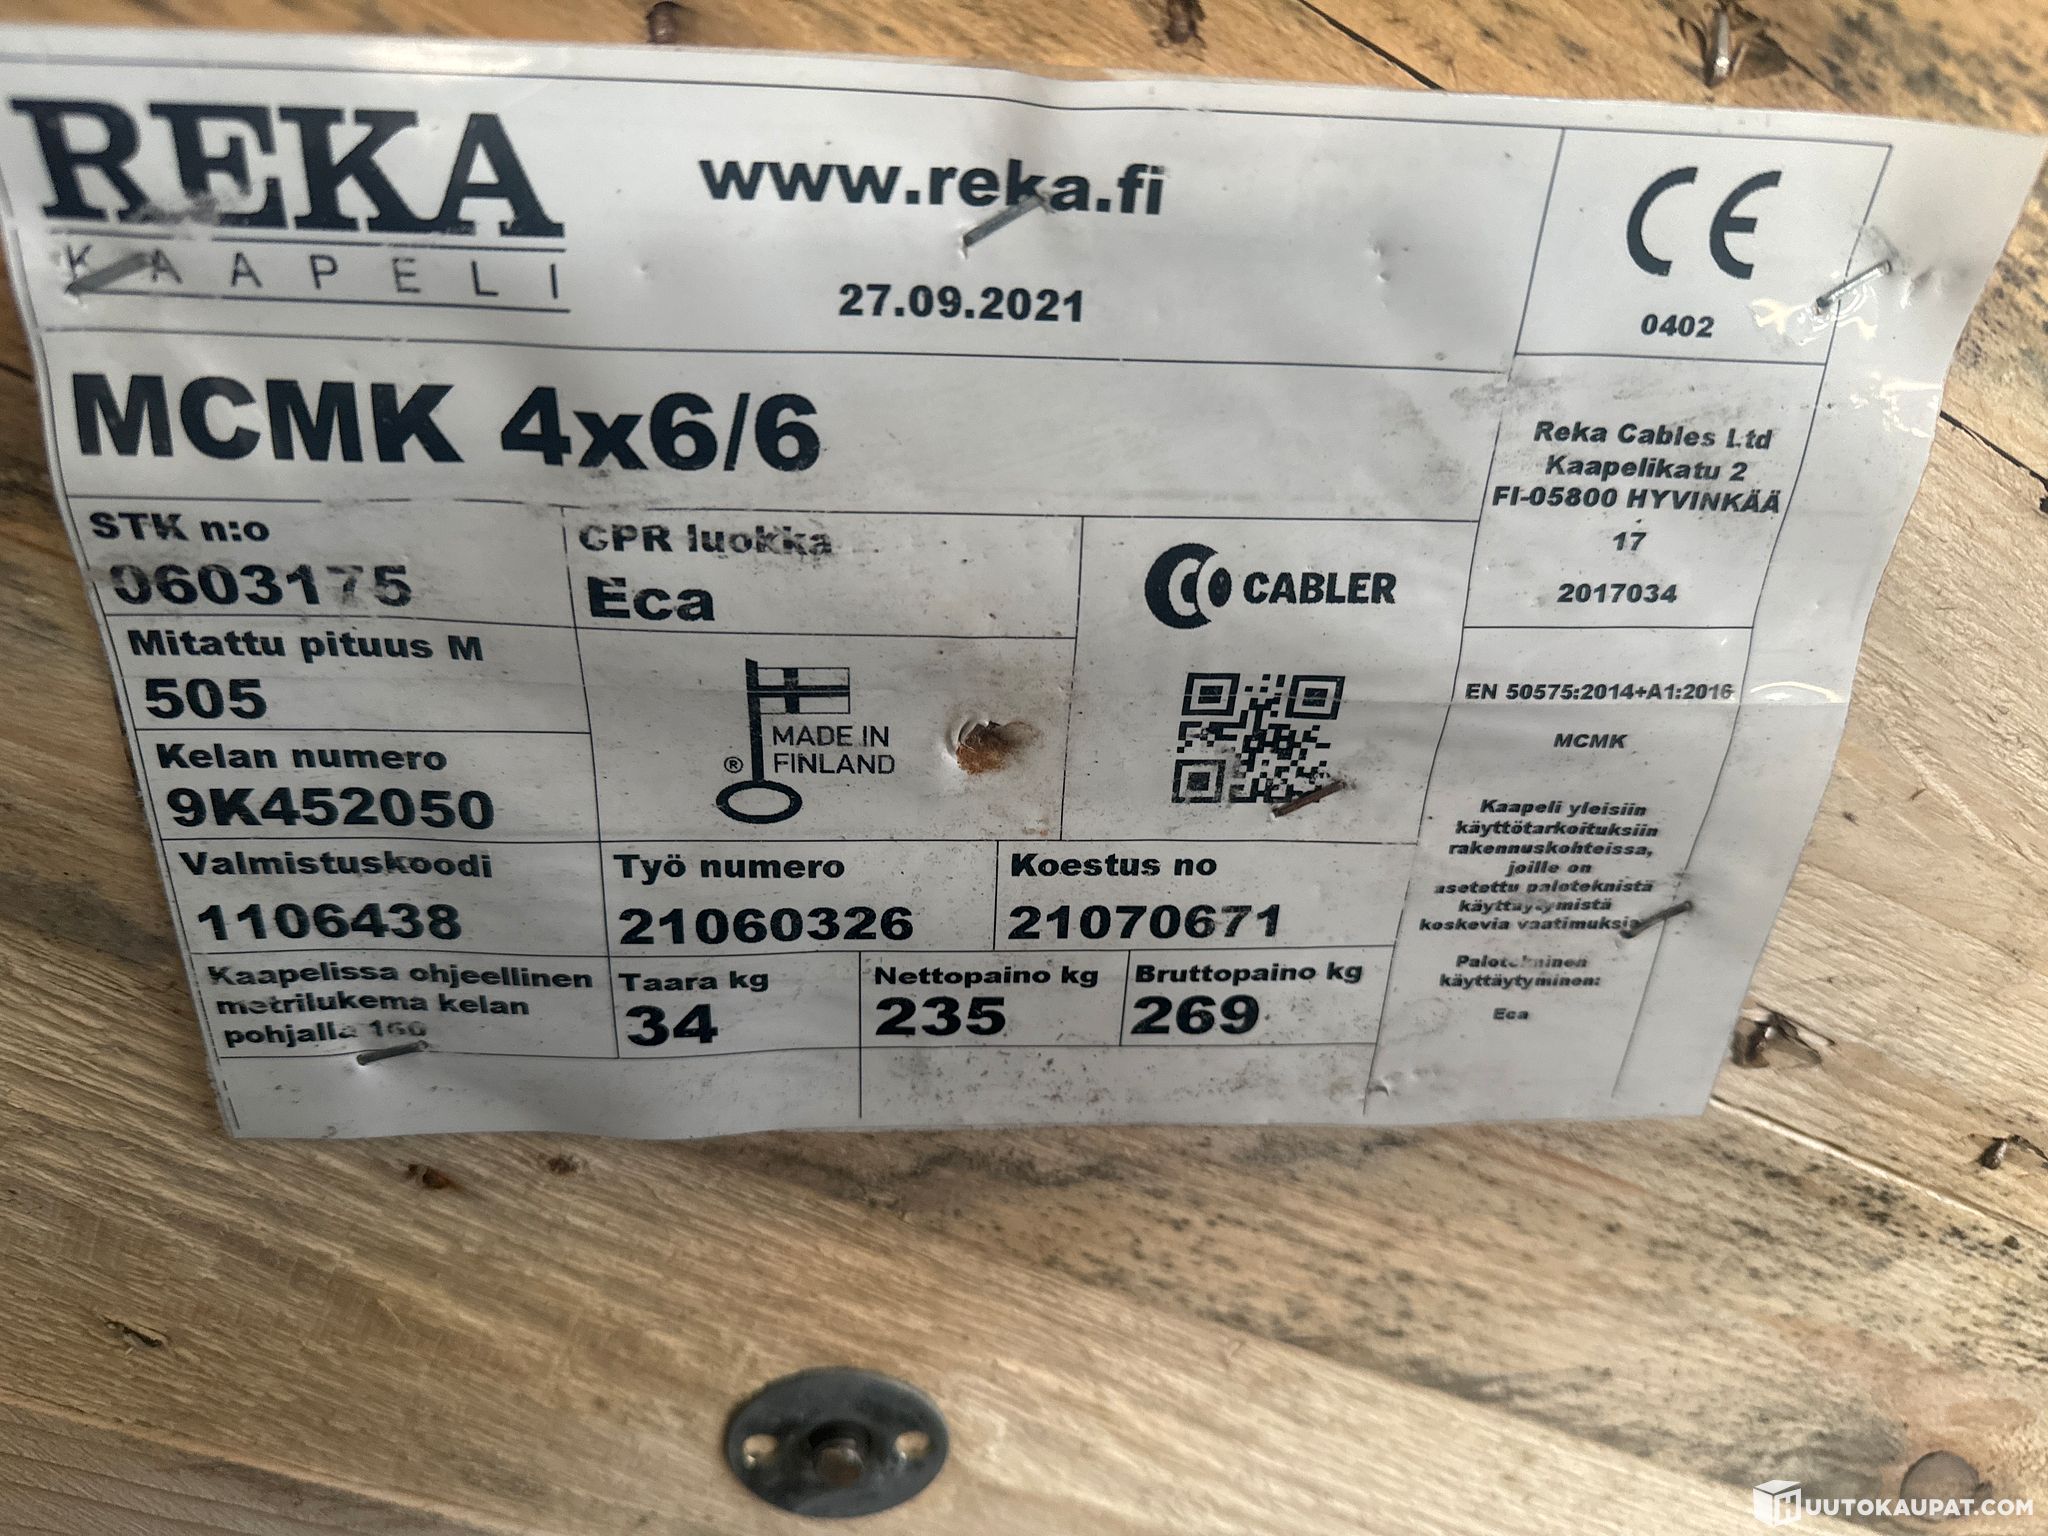 REKA
KAAPELI
www.reka.fi
27.09.2021
CE
0402
MCMK 4x6/6
Reka Cables Ltd
Kaapelikatu 2
FI-05800 HYVINKÄÄ
17
2017034
STK n:o
0603175
CPR luokka
Eca
CABLER
Mitattu pituus M
505
MADE IN
FINLAND
®
Kelan numero
9K452050
EN 50575:2014+A1:2016
MCMK
Kaapeli yleisiin
käyttötarkoituksiin
rakennuskohteissa,
joille on
asetettu paloteknistä
käyttäytymistä
koskevia vaatimuksia
Palotekninen
käyttäytyminen:
Eca
Valmistuskoodi
1106438
Työ numero
21060326
Koestus no
21070671
Kaapelissa ohjeellinen
metrilukema kelan
pohjalla 160
Taara kg
34
Nettopaino kg
235
Bruttopaino kg
269
HUUTOKAUPAT.COM